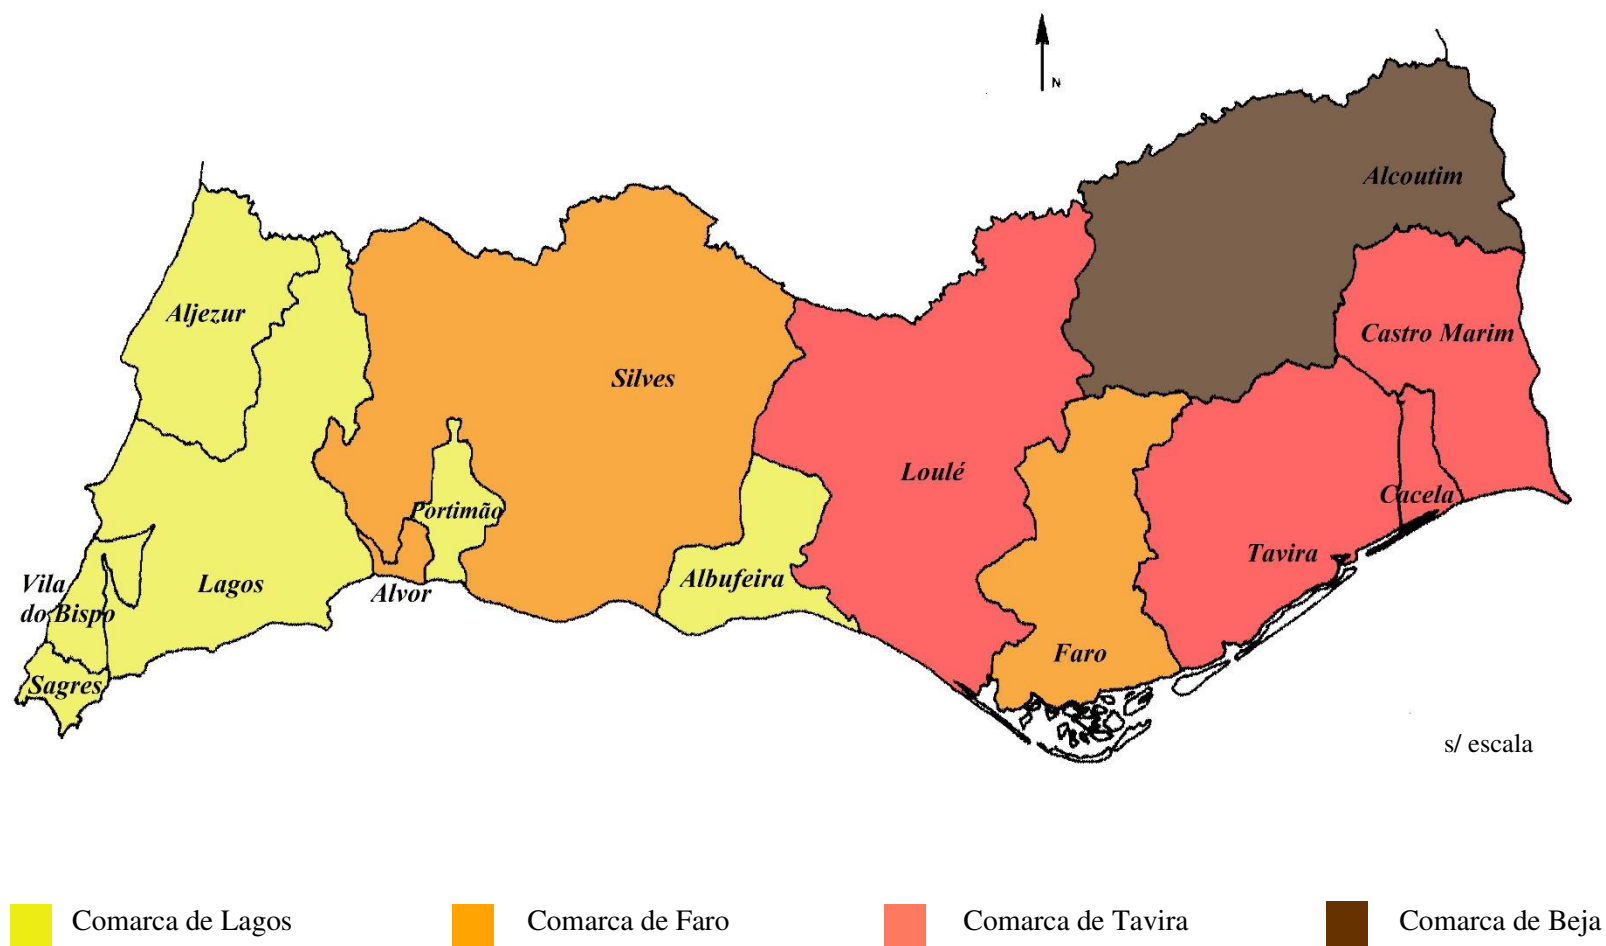 N
Alcoutim
Aljezur
Castro Marim
Silves
Loulé
Cacela
Portimão
Tavira
Vila
do Bispo
Lagos
Alvor
Albufeira
Faro
Sagres
s/ escala
Comarca de Lagos
Comarca de Faro
Comarca de Tavira
Comarca de Beja